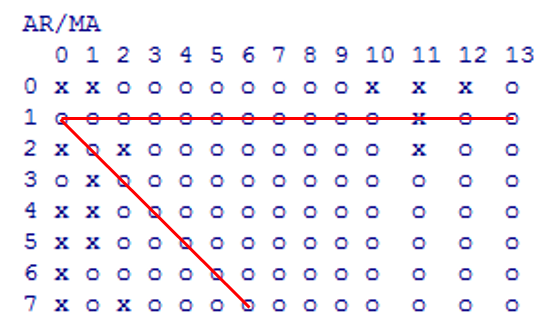 AR/MA
0 1 2 3 4 5 6 7 8 9 10 11 12 13
0 x x o o o o o o o o x x x o
1 o o o o o o o o o o o x o o
2 x o x o o o o o o o o x o o
3 o x o o o o o o o o o o o o
4 x x o o o o o o o o o o o o
5 x x o o o o o o o o o o o o
6 x o o o o o o o o o o o o o
7 x o x o o o o o o o o o o o